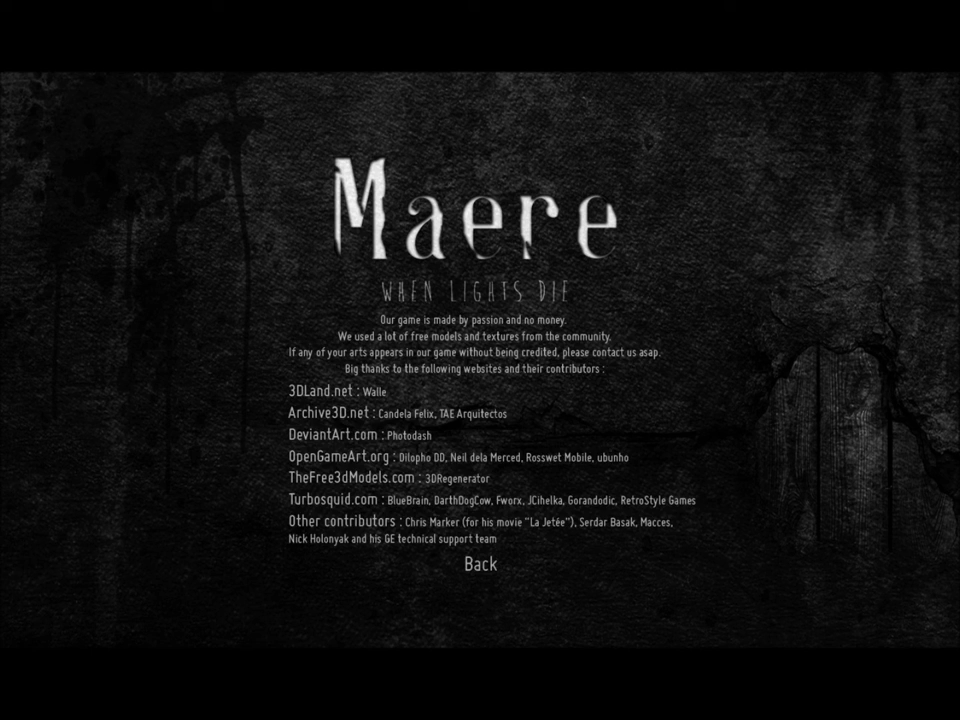 Maere
WHEN LIGHTS DIE
Our game is made by passion and no money.
We used a lot of free models and textures from the community.
If any of your arts appears in our game without being credited, please contact us asap.
Big thanks to the following websites and their contributors :
3DLand.net : Walle
Archive3D.net : Candela Felix, TAE Arquitectos
DeviantArt.com : Photodash
OpenGameArt.org : Dilopho DD, Neil dela Merced, Rosswet Mobile, ubunho
TheFree3dModels.com : 3DRegenerator
Turbosquid.com : BlueBrain, DarthDogCow, Fworx, JCihelka, Gorandodic, RetroStyle Games
Other contributors : Chris Marker (for his movie "La Jetée"), Serdar Basak, Macces,
Nick Holonyak and his GE technical support team
Back